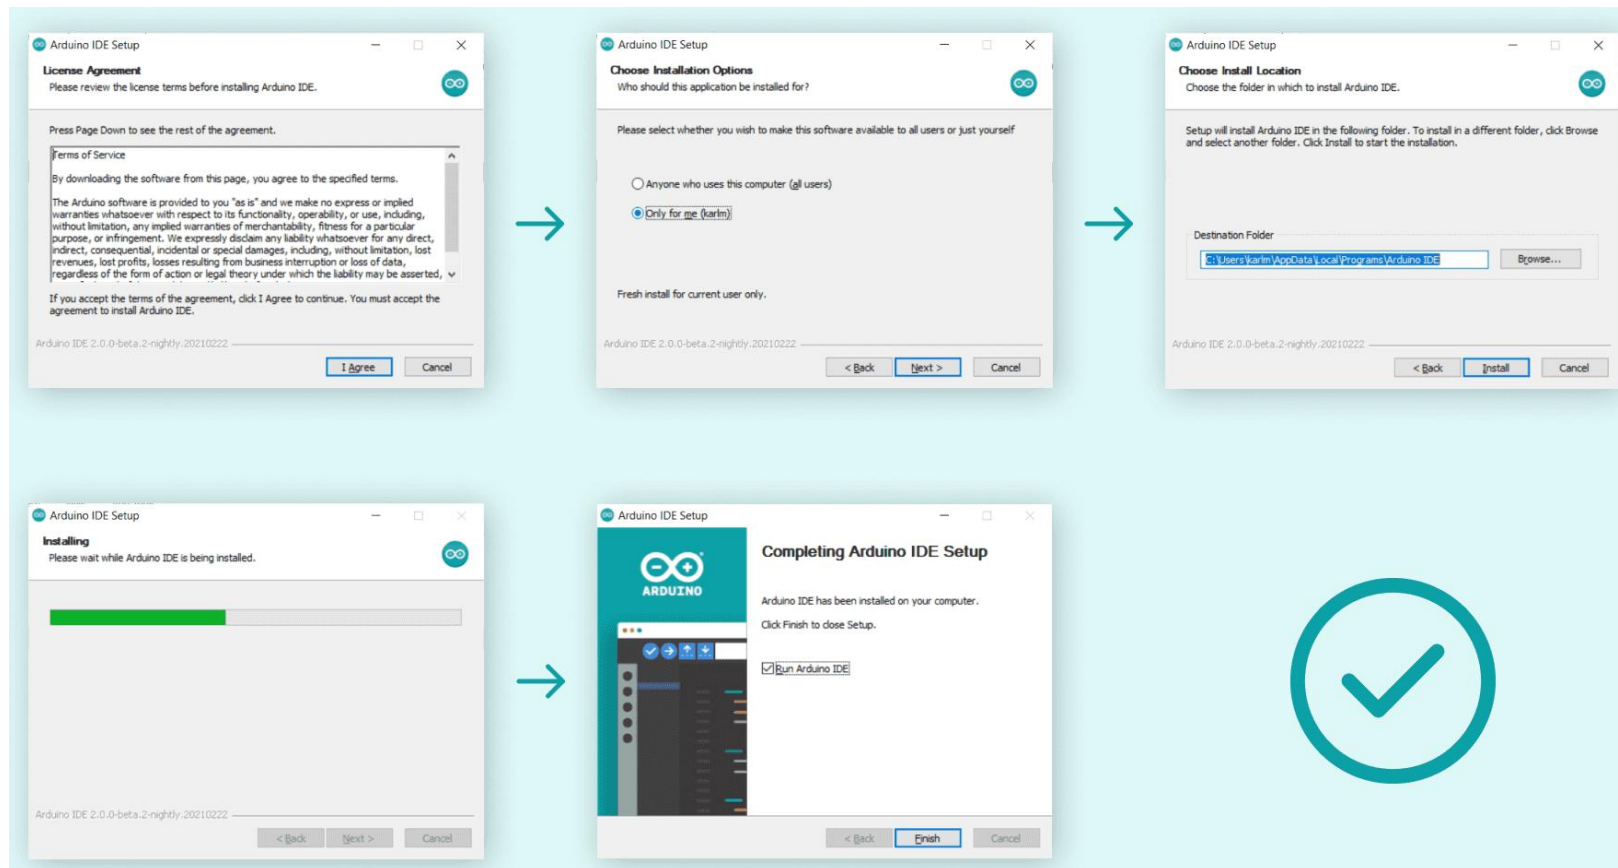 Arduino IDE Setup
License Agreement
Please review the license terms before installing Arduino IDE.
Press Page Down to see the rest of the agreement.
Terms of Service
By downloading the software from this page, you agree to the specified terms.
The Arduino software is provided to you "as is" and we make no express or implied
warranties whatsoever with respect to its functionality, operability, or use, including,
without limitation, any implied warranties of merchantability, fitness for a particular
purpose, or infringement. We expressly disclaim any liability whatsoever for any direct,
indirect, consequential, incidental or special damages, including, without limitation, lost
revenues, lost profits, losses resulting from business interruption or loss of data,
regardless of the form of action or legal theory under which the liability may be asserted,
If you accept the terms of the agreement, click I Agree to continue. You must accept the
agreement to install Arduino IDE.
Arduino IDE 2.0.0-beta.2-nightly.20210222
I Agree
Cancel
Arduino IDE Setup
Choose Installation Options
Who should this application be installed for?
Please select whether you wish to make this software available to all users or just yourself
Anyone who uses this computer (all users)
Only for me (karlm)
Fresh install for current user only.
Arduino IDE 2.0.0-beta.2-nightly.20210222
< Back
Next >
Cancel
Arduino IDE Setup
Choose Install Location
Choose the folder in which to install Arduino IDE.
Setup will install Arduino IDE in the following folder. To install in a different folder, click Browse
and select another folder. Click Install to start the installation.
Destination Folder
C:\Users\karlm\AppData\Local\Programs\Arduino IDE
Browse...
Arduino IDE 2.0.0-beta.2-nightly.20210222
< Back
Install
Cancel
Arduino IDE Setup
Installing
Please wait while Arduino IDE is being installed.
Arduino IDE 2.0.0-beta.2-nightly.20210222
< Back
Next >
Cancel
Arduino IDE Setup
ARDUINO
Completing Arduino IDE Setup
Arduino IDE has been installed on your computer.
Click Finish to close Setup.
Run Arduino IDE
< Back
Finish
Cancel